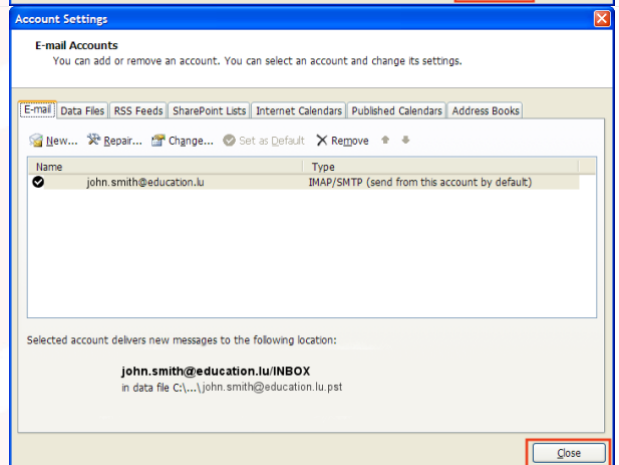 Account Settings
E-mail Accounts
You can add or remove an account. You can select an account and change its settings.
E-mail Data Files RSS Feeds SharePoint Lists Internet Calendars Published Calendars Address Books
New... Repair... Change... Set as Default Remove
Name Type
john.smith@education.lu IMAP/SMTP (send from this account by default)
Selected account delivers new messages to the following location:
john.smith@education.lu/INBOX
in data file C:\...\john.smith@education.lu.pst
Close